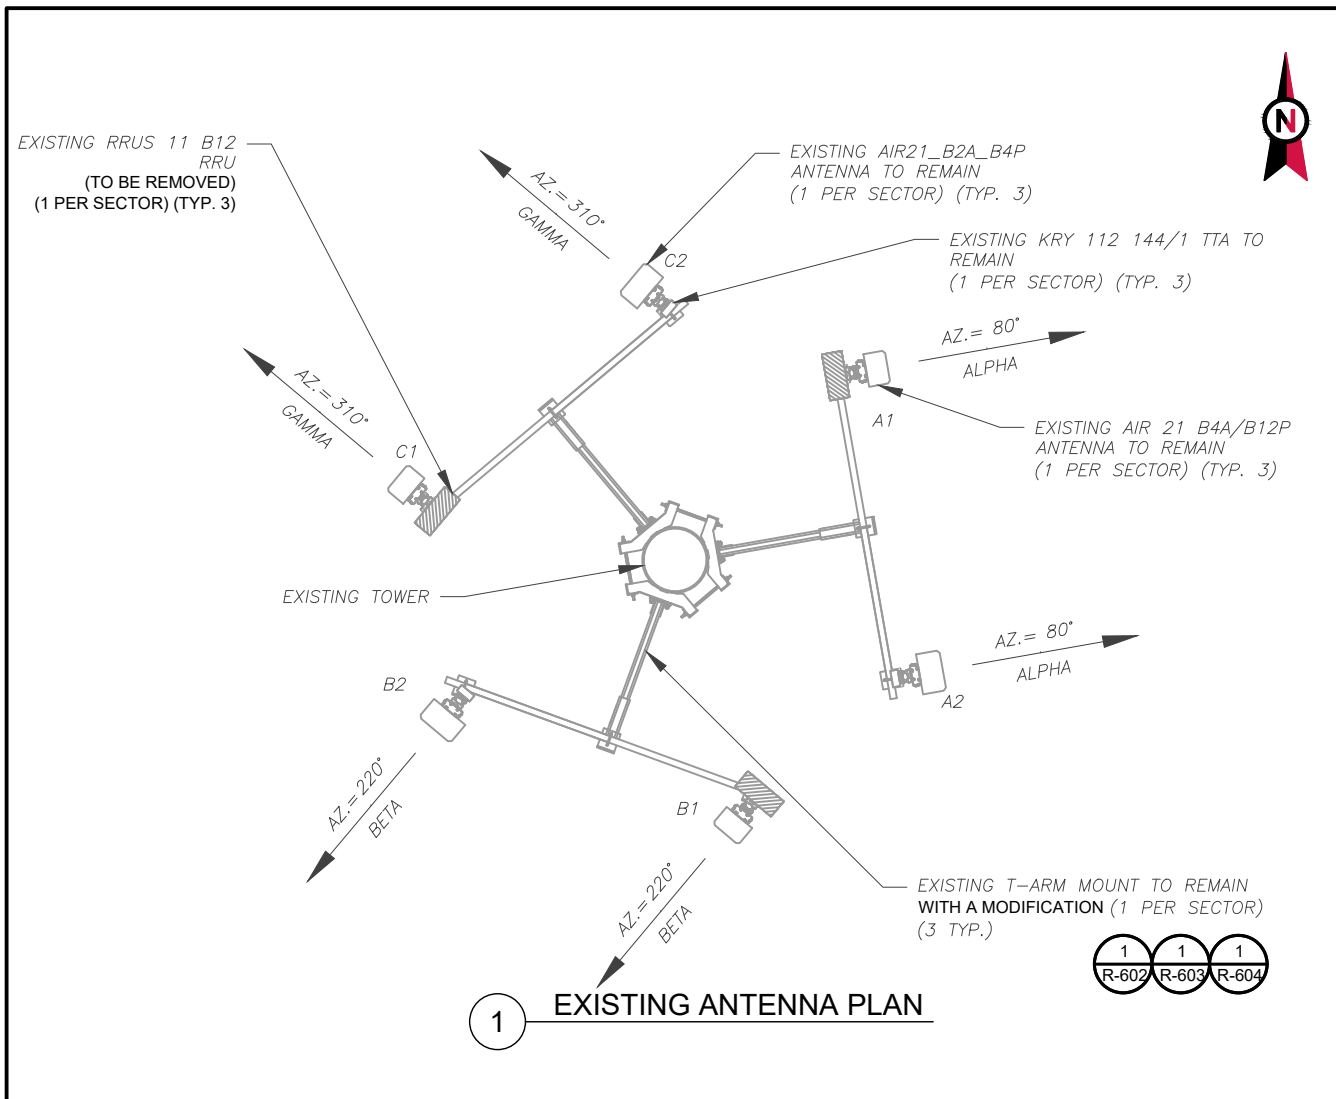 N
EXISTING RRUS 11 B12
RRU
(TO BE REMOVED)
(1 PER SECTOR) (TYP. 3)
AZ.= 310°
GAMMA
EXISTING AIR21_B2A_B4P
ANTENNA TO REMAIN
(1 PER SECTOR) (TYP. 3)
C2
EXISTING KRY 112 144/1 TTA TO
REMAIN
(1 PER SECTOR) (TYP. 3)
AZ.= 80°
ALPHA
AZ.= 310°
GAMMA
C1
A1
EXISTING AIR 21 B4A/B12P
ANTENNA TO REMAIN
(1 PER SECTOR) (TYP. 3)
EXISTING TOWER
AZ.= 80°
ALPHA
A2
B2
AZ.= 220°
BETA
B1
AZ.= 220°
BETA
EXISTING T-ARM MOUNT TO REMAIN
WITH A MODIFICATION (1 PER SECTOR)
(3 TYP.)
1 1 1
R-602 R-603 R-604
1 EXISTING ANTENNA PLAN